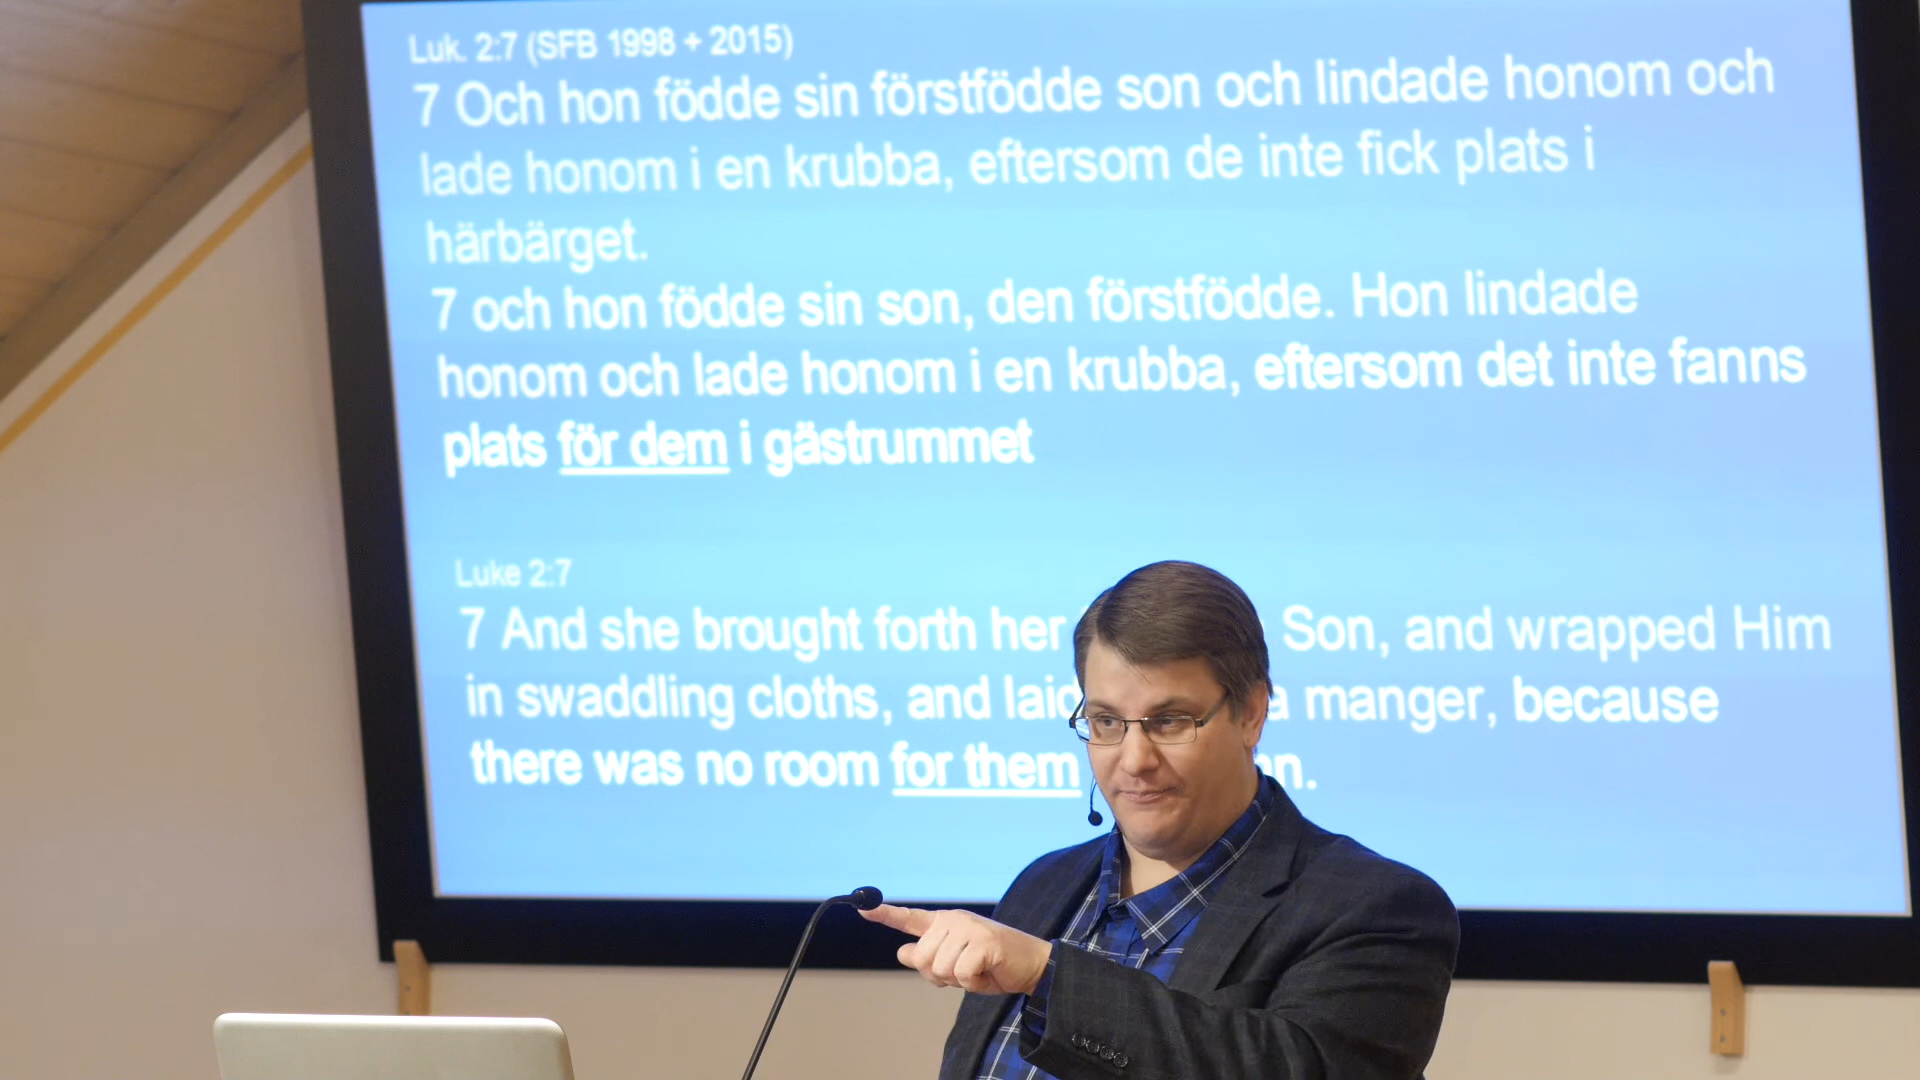 Luk. 2:7 (SFB 1998 + 2015)
7 Och hon födde sin förstfödde son och lindade honom och
lade honom i en krubba, eftersom de inte fick plats i
härbärget.
7 och hon födde sin son, den förstfödde. Hon lindade
honom och lade honom i en krubba, eftersom det inte fanns
plats för dem i gästrummet
Luke 2:7
7 And she brought forth her Son, and wrapped Him
in swaddling cloths, and a manger, because
there was no room for them